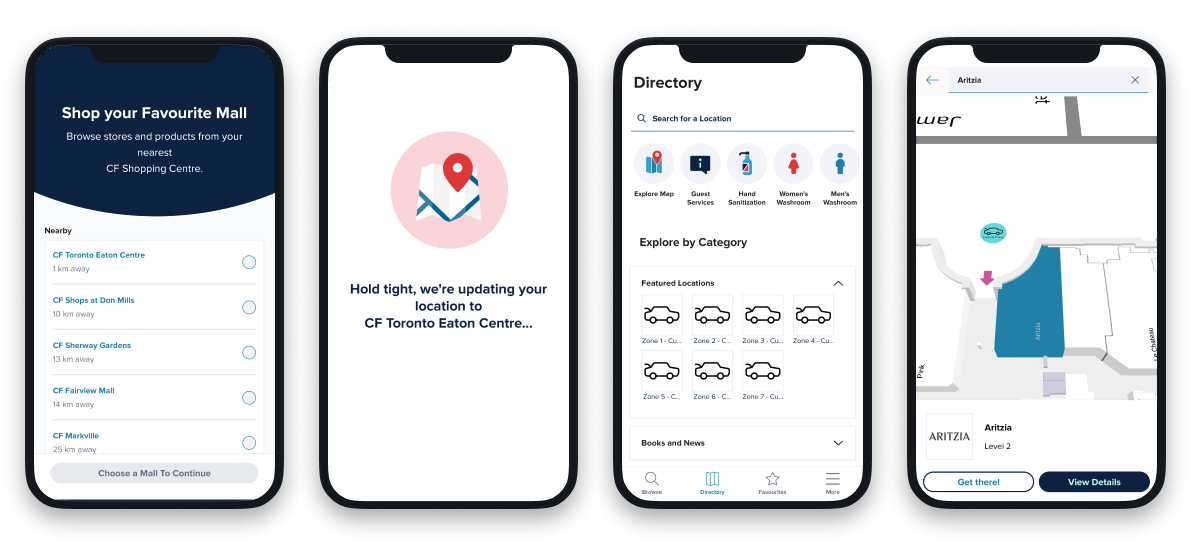 Shop your Favourite Mall
Browse stores and products from your
nearest
CF Shopping Centre.
Nearby
CF Toronto Eaton Centre
1 km away
CF Shops at Don Mills
10 km away
CF Sherway Gardens
13 km away
CF Fairview Mall
14 km away
CF Markville
25 km away
Choose a Mall To Continue
Hold tight, we're updating your
location to
CF Toronto Eaton Centre...
Directory
Search for a Location
Explore Map
Guest
Services
Hand
Sanitization
Women's
Washroom
Men's
Washroom
Explore by Category
Featured Locations
Zone 1 - Cu...
Zone 2 - C...
Zone 3 - C...
Zone 4 - Cu...
Zone 5 - C...
Zone 6 - C...
Zone 7 - Cu...
Books and News
Browse
Directory
Favourites
More
Aritzia
Jam
Aritzia
Le Chateau
Pink
ARITZIA
Aritzia
Level 2
Get there!
View Details